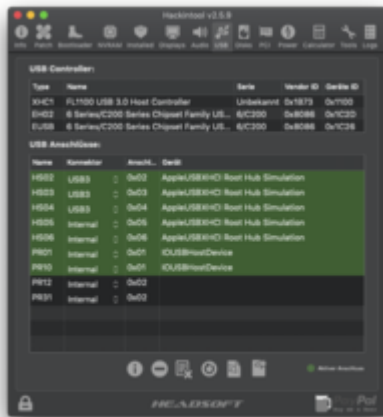 Hackintool v2.5.9
Info Patch Bootloader NVRAM Installed Displays Audio USB Disks PCI Power Calculator Tools Logs
USB Controller:
Type Name Serie Vendor ID Geräte ID
XHC1 FL1100 USB 3.0 Host Controller Unbekannt 0x1B73 0x1100
EH02 6 Series/C200 Series Chipset Family US... 6/C200 0x8086 0x1C2D
EUSB 6 Series/C200 Series Chipset Family US... 6/C200 0x8086 0x1C26
USB Anschlüsse:
Name Konnektor Anschl... Gerät
HS02 USB3 0x02 AppleUSBXHCI Root Hub Simulation
HS03 USB3 0x03 AppleUSBXHCI Root Hub Simulation
HS04 USB3 0x04 AppleUSBXHCI Root Hub Simulation
HS05 Internal 0x05 AppleUSBXHCI Root Hub Simulation
HS06 Internal 0x06 AppleUSBXHCI Root Hub Simulation
PR01 Internal 0x01 IOUSBHostDevice
PR10 Internal 0x01 IOUSBHostDevice
PR12 Internal 0x02
PR31 Internal 0x02
HEADSOFT
PayPal